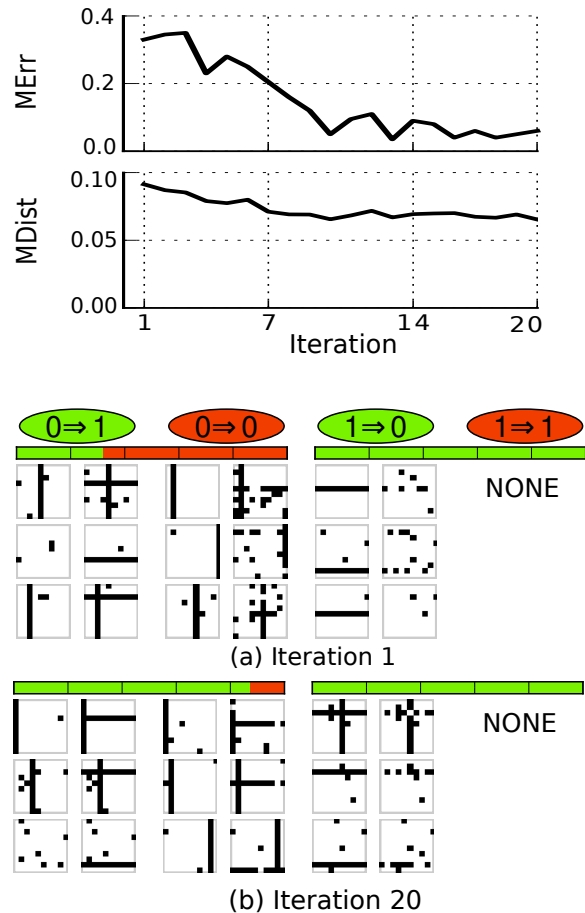 0.4
MErr
0.2
0.0
0.10
MDist
0.05
0.00
1 7 14 20
Iteration
0⇒1 0⇒0 1⇒0 1⇒1
NONE
(a) Iteration 1
NONE
(b) Iteration 20